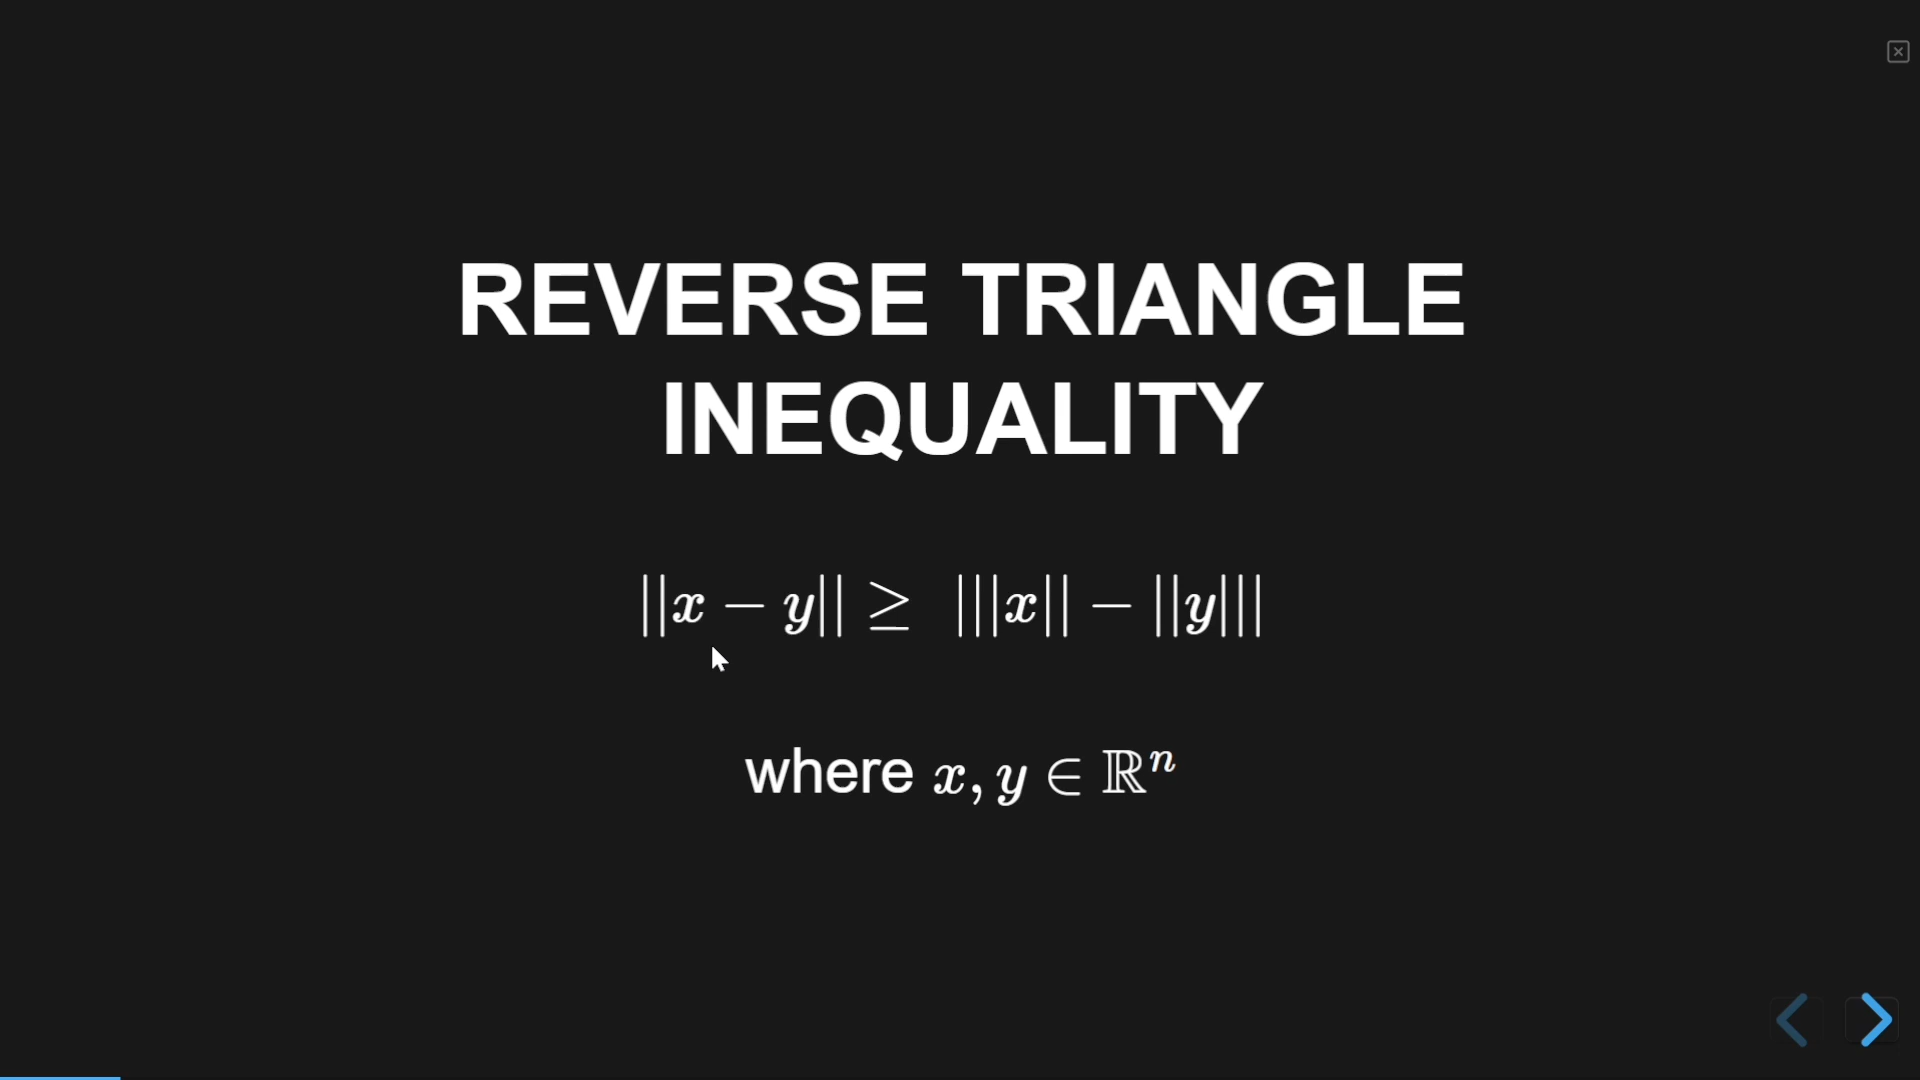 REVERSE TRIANGLE
INEQUALITY
||x − y|| ≥ |||x|| − ||y|||
where x, y ∈ ℝⁿ